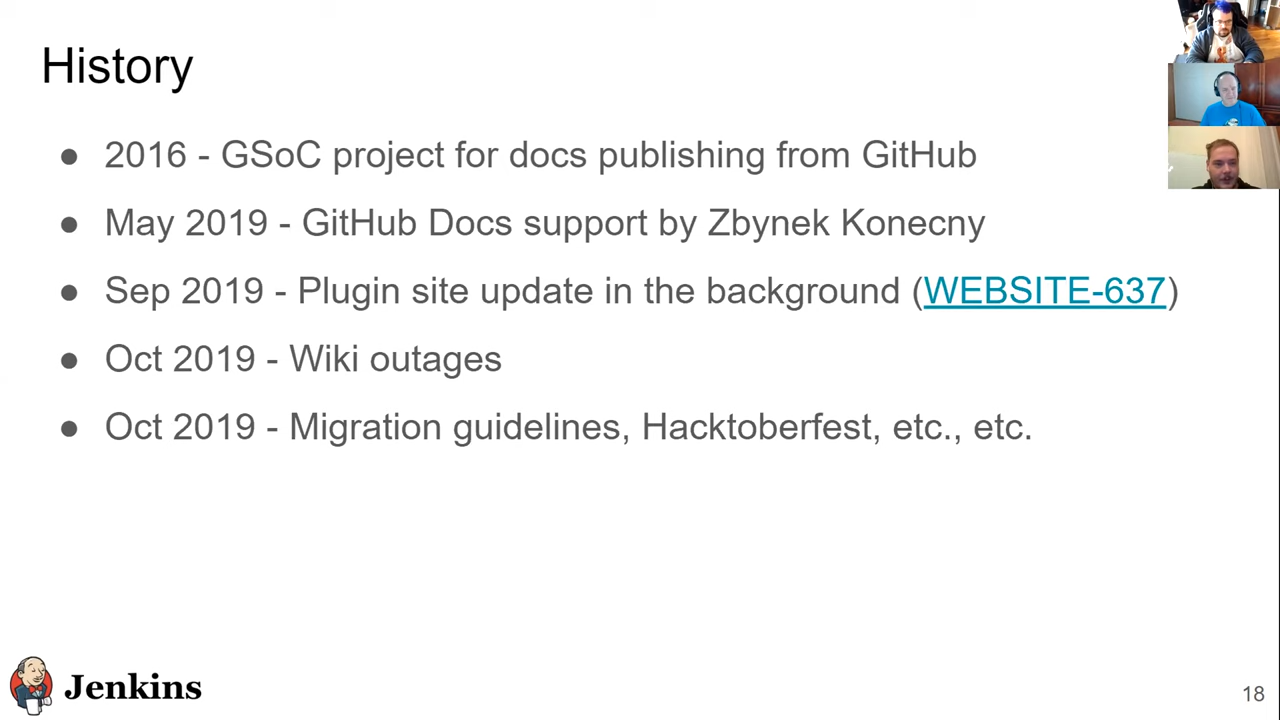 History
● 2016 - GSoC project for docs publishing from GitHub
● May 2019 - GitHub Docs support by Zbynek Konecny
● Sep 2019 - Plugin site update in the background (WEBSITE-637)
● Oct 2019 - Wiki outages
● Oct 2019 - Migration guidelines, Hacktoberfest, etc., etc.
Jenkins
18